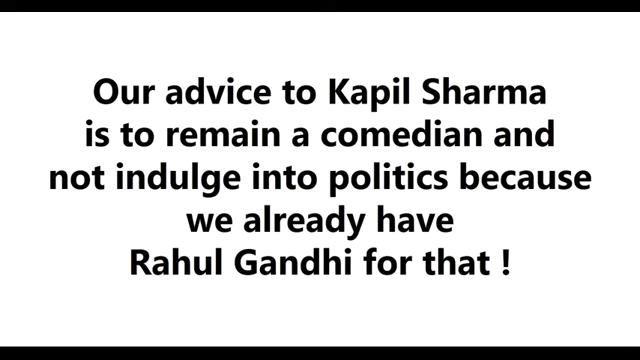 Our advice to Kapil Sharma
is to remain a comedian and
not indulge into politics because
we already have
Rahul Gandhi for that !